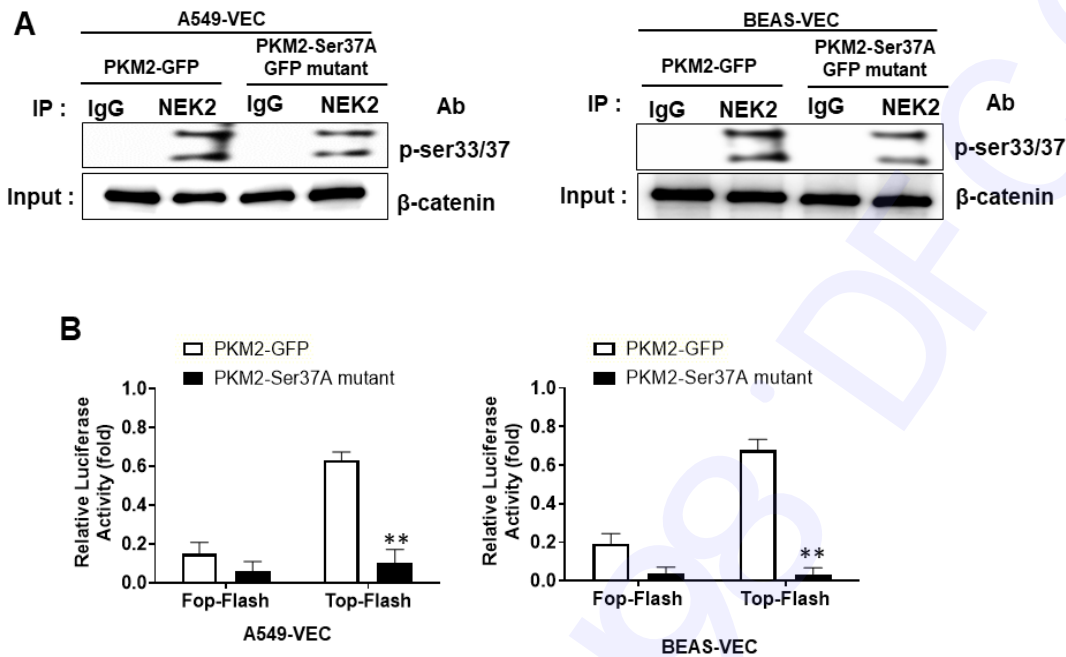 A
A549-VEC
PKM2-GFP
PKM2-Ser37A
GFP mutant
IP : IgG NEK2 IgG NEK2 Ab
p-ser33/37
Input : β-catenin
BEAS-VEC
PKM2-GFP
PKM2-Ser37A
GFP mutant
IP : IgG NEK2 IgG NEK2 Ab
p-ser33/37
Input : β-catenin
B
PKM2-GFP
PKM2-Ser37A mutant
Relative Luciferase
Activity (fold)
1.0
0.8
0.6
0.4
0.2
0.0
**
Fop-Flash Top-Flash
A549-VEC
PKM2-GFP
PKM2-Ser37A mutant
Relative Luciferase
Activity (fold)
1.0
0.8
0.6
0.4
0.2
0.0
**
Fop-Flash Top-Flash
BEAS-VEC